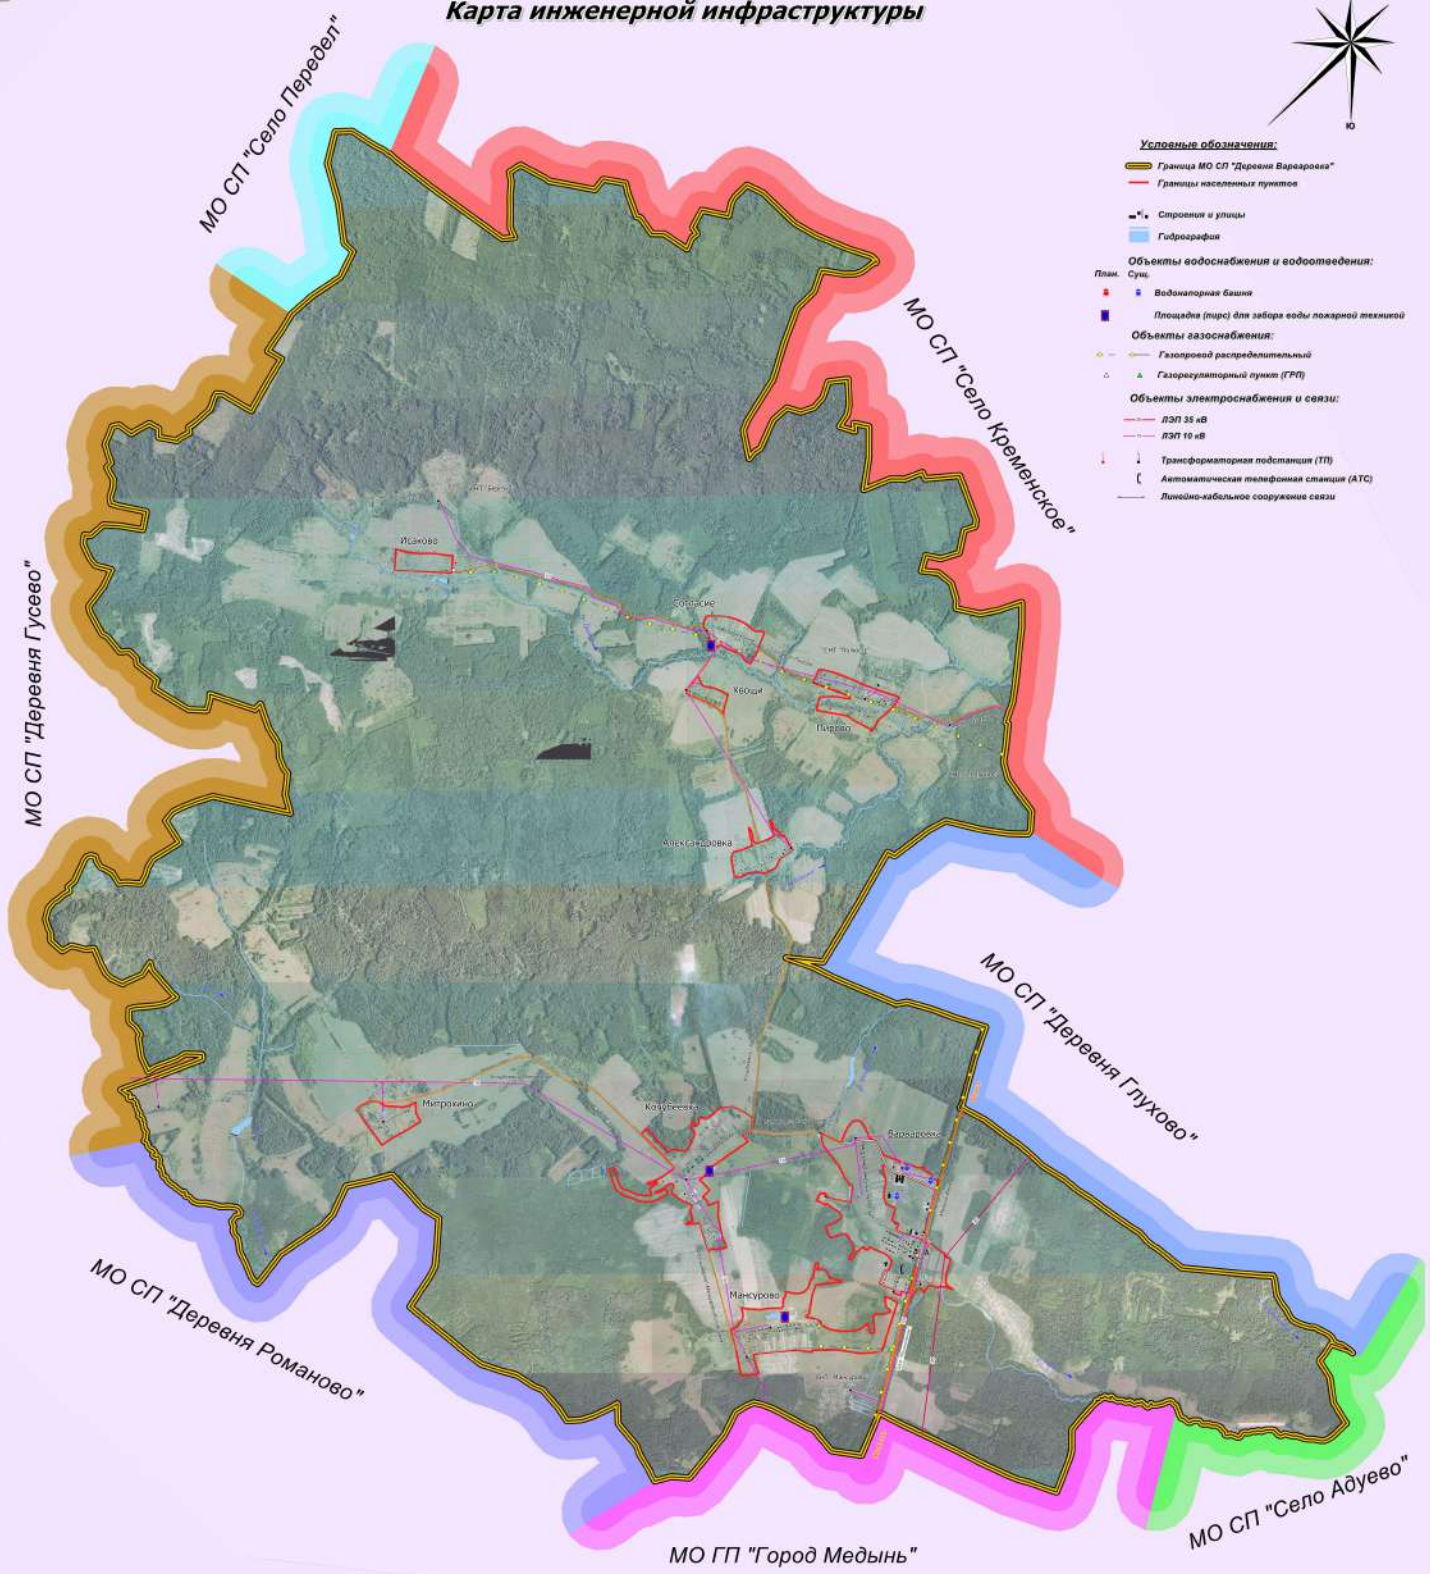 Карта инженерной инфраструктуры
МО СП "Село Передел"
Ю
Условные обозначения:
Граница МО СП "Деревня Варваровка"
Границы населенных пунктов
Строения и улицы
Гидрография
Объекты водоснабжения и водоотведения:
План. Сущ.
Водонапорная башня
Площадка (пирс) для забора воды пожарной техникой
Объекты газоснабжения:
Газопровод распределительный
Газорегуляторный пункт (ГРП)
Объекты электроснабжения и связи:
ЛЭП 35 кВ
ЛЭП 10 кВ
Трансформаторная подстанция (ТП)
Автоматическая телефонная станция (АТС)
Линейно-кабельное сооружение связи
МО СП "Село Кременское"
Исаково
МО СП "Деревня Гусево"
Согласие
Хвощи
Пирово
Александровка
МО СП "Деревня Глухово"
Митрохино
Козубеевка
Варваровка
МО СП "Деревня Романово"
Мансурово
МО СП "Село Адуево"
МО ГП "Город Медынь"